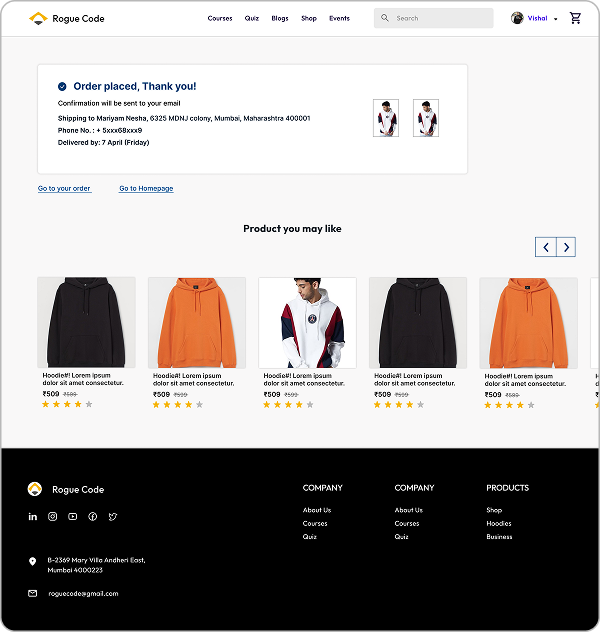 Rogue Code
Courses Quiz Blogs Shop Events
Search
Vishal
Order placed, Thank you!
Confirmation will be sent to your email
Shipping to Mariyam Nesha, 6325 MDNJ colony, Mumbai, Maharashtra 400001
Phone No. : + 5xxx68xxx9
Delivered by: 7 April (Friday)
Go to your order
Go to Homepage
Product you may like
Hoodie#! Lorem ipsum
dolor sit amet consectetur.
₹509 ₹599
Hoodie#! Lorem ipsum
dolor sit amet consectetur.
₹509 ₹599
Hoodie#! Lorem ipsum
dolor sit amet consectetur.
₹509 ₹599
Hoodie#! Lorem ipsum
dolor sit amet consectetur.
₹509 ₹599
Hoodie#! Lorem ipsum
dolor sit amet consectetur.
₹509 ₹599
Rogue Code
B-2369 Mary Villa Andheri East,
Mumbai 4000223
roguecode@gmail.com
COMPANY
About Us
Courses
Quiz
COMPANY
About Us
Courses
Quiz
PRODUCTS
Shop
Hoodies
Business